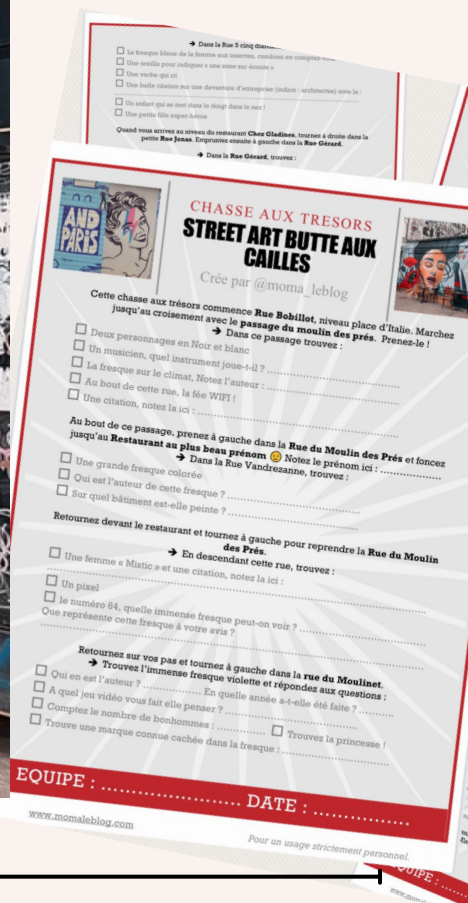 ➔ Dans la Rue 5 cinq
☐ La fresque bleue de la femme aux insectes, combien en comptez-vous
☐ Une oreille pour indiquer « une zone sur écoute »
☐ Une vache qui rit
☐ Une belle citation sur une devanture d'entreprise (indice : architectes) note la :
☐ Un enfant qui se met le doigt dans le nez !
☐ Une petite fille super-héros
Quand vous arrivez au niveau du restaurant Chez Gladines, tournez à droite dans la
petite Rue Jonas. Empruntez ensuite à gauche dans la Rue Gérard.
➔ Dans la Rue Gérard, trouvez :
AND
PARIS
CHASSE AUX TRESORS
STREET ART BUTTE AUX
CAILLES
Crée par @moma_leblog
Cette chasse aux trésors commence Rue Bobillot, niveau place d'Italie. Marchez
jusqu'au croisement avec le passage du moulin des prés. Prenez-le !
➔ Dans ce passage trouvez :
☐ Deux personnages en Noir et blanc
☐ Un musicien, quel instrument joue-t-il ? ........................................
☐ La fresque sur le climat, Notez l'auteur : ........................................
☐ Au bout de cette rue, la fée WIFI !
☐ Une citation, notez la ici : ............................................................
Au bout de ce passage, prenez à gauche dans la Rue du Moulin des Prés et foncez
jusqu'au Restaurant au plus beau prénom 😉 Notez le prénom ici : ..................
➔ Dans la Rue Vandrezanne, trouvez :
☐ Une grande fresque colorée
☐ Qui est l'auteur de cette fresque ? ........................................
☐ Sur quel bâtiment est-elle peinte ? ........................................
Retournez devant le restaurant et tournez à gauche pour reprendre la Rue du Moulin
des Prés.
➔ En descendant cette rue, trouvez :
☐ Une femme « Mistic » et une citation, notez la ici :
........................................................................................
☐ Un pixel
☐ le numéro 64, quelle immense fresque peut-on voir ? ..............................
Que représente cette fresque à votre avis ?
........................................................................................
Retournez sur vos pas et tournez à gauche dans la rue du Moulinet.
➔ Trouvez l'immense fresque violette et répondez aux questions :
☐ Qui en est l'auteur ? .................. En quelle année a-t-elle été faite ? ..........
☐ A quel jeu vidéo vous fait elle penser ? ..............................
☐ Comptez le nombre de bonhommes : .............. ☐ Trouvez la princesse !
☐ Trouve une marque connue cachée dans la fresque : ..............................
EQUIPE : ........................ DATE : .................
www.momaleblog.com
Pour un usage strictement personnel.